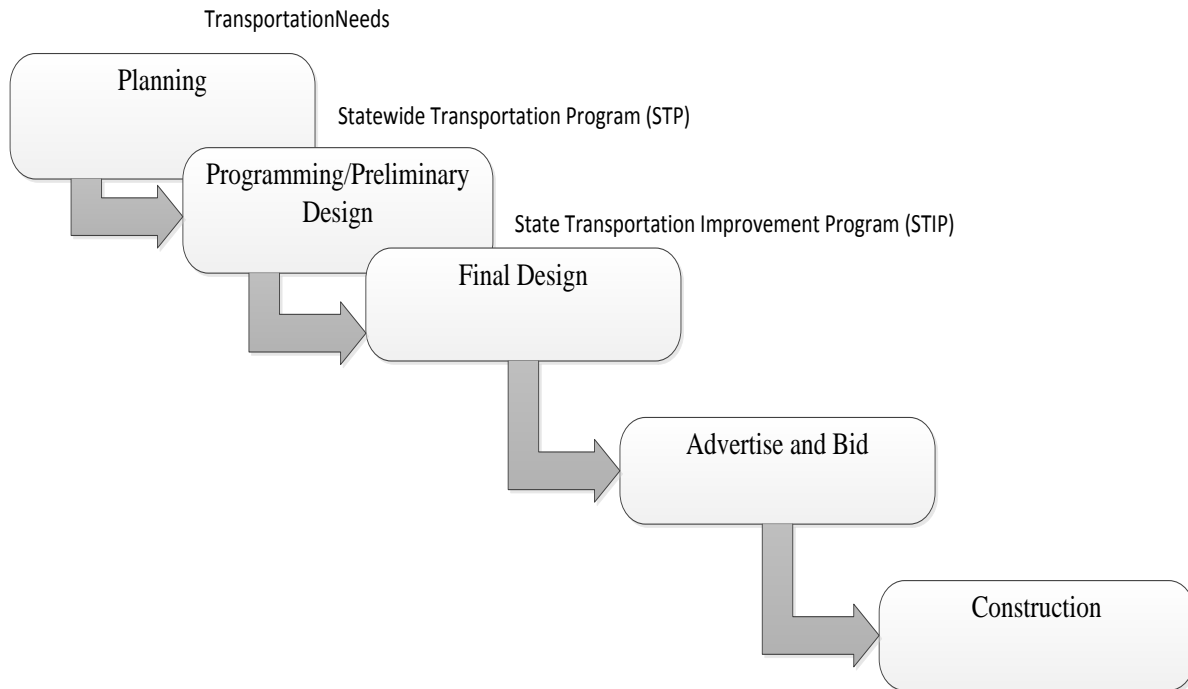 TransportationNeeds
Planning
Statewide Transportation Program (STP)
Programming/Preliminary
Design
State Transportation Improvement Program (STIP)
Final Design
Advertise and Bid
Construction